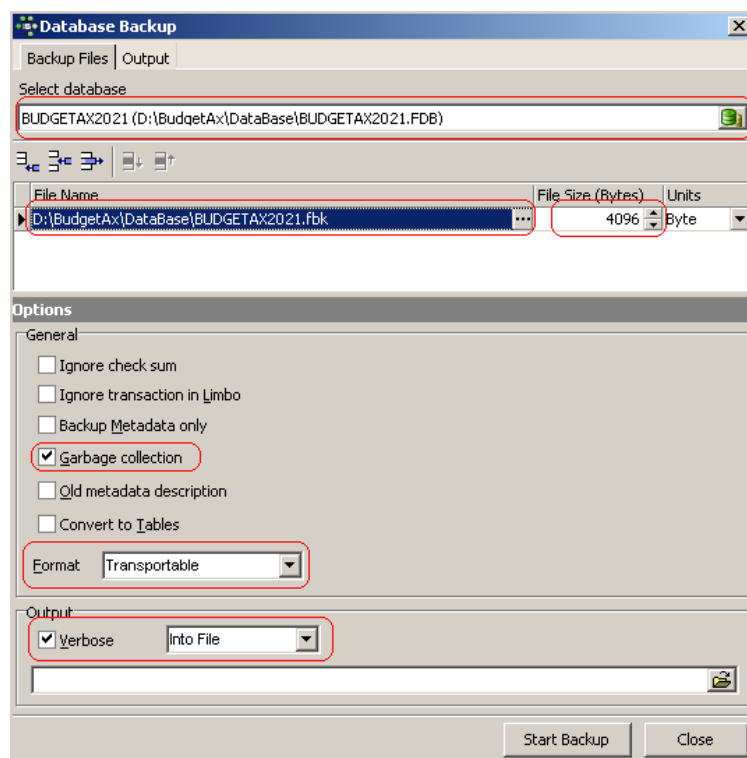 Database Backup
Backup Files Output
Select database
BUDGETAX2021 (D:\BudgetAx\DataBase\BUDGETAX2021.FDB)
File Name File Size (Bytes) Units
D:\BudgetAx\DataBase\BUDGETAX2021.fbk ... 4096 Byte
Options
General
Ignore check sum
Ignore transaction in Limbo
Backup Metadata only
Garbage collection
Old metadata description
Convert to Tables
Format Transportable
Output
Verbose Into File
Start Backup Close